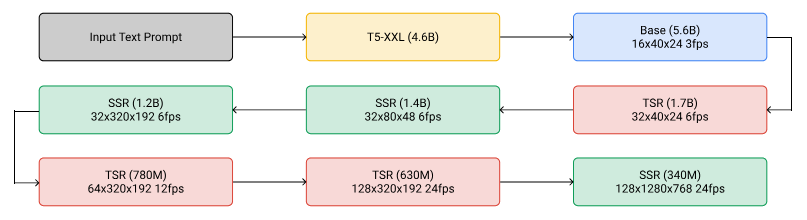 Input Text Prompt
T5-XXL (4.6B)
Base (5.6B)
16x40x24 3fps
SSR (1.2B)
32x320x192 6fps
SSR (1.4B)
32x80x48 6fps
TSR (1.7B)
32x40x24 6fps
TSR (780M)
64x320x192 12fps
TSR (630M)
128x320x192 24fps
SSR (340M)
128x1280x768 24fps